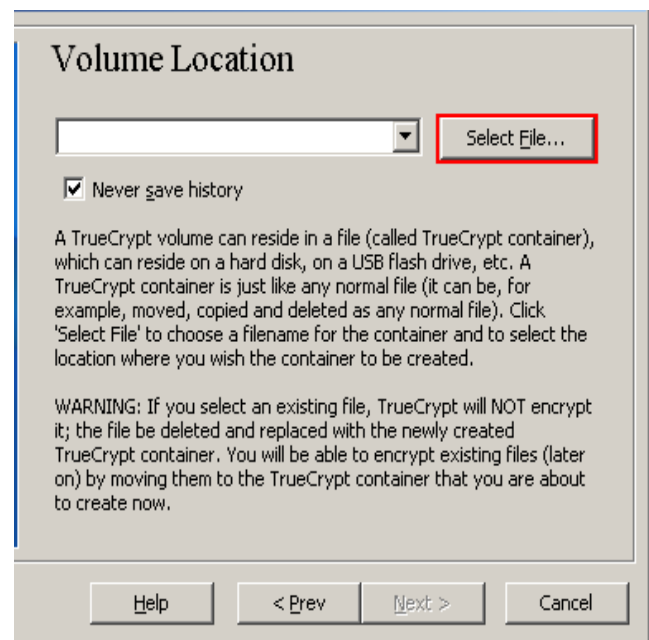 Volume Location
Select File...
Never save history
A TrueCrypt volume can reside in a file (called TrueCrypt container),
which can reside on a hard disk, on a USB flash drive, etc. A
TrueCrypt container is just like any normal file (it can be, for
example, moved, copied and deleted as any normal file). Click
'Select File' to choose a filename for the container and to select the
location where you wish the container to be created.
WARNING: If you select an existing file, TrueCrypt will NOT encrypt
it; the file be deleted and replaced with the newly created
TrueCrypt container. You will be able to encrypt existing files (later
on) by moving them to the TrueCrypt container that you are about
to create now.
Help
< Prev
Next >
Cancel